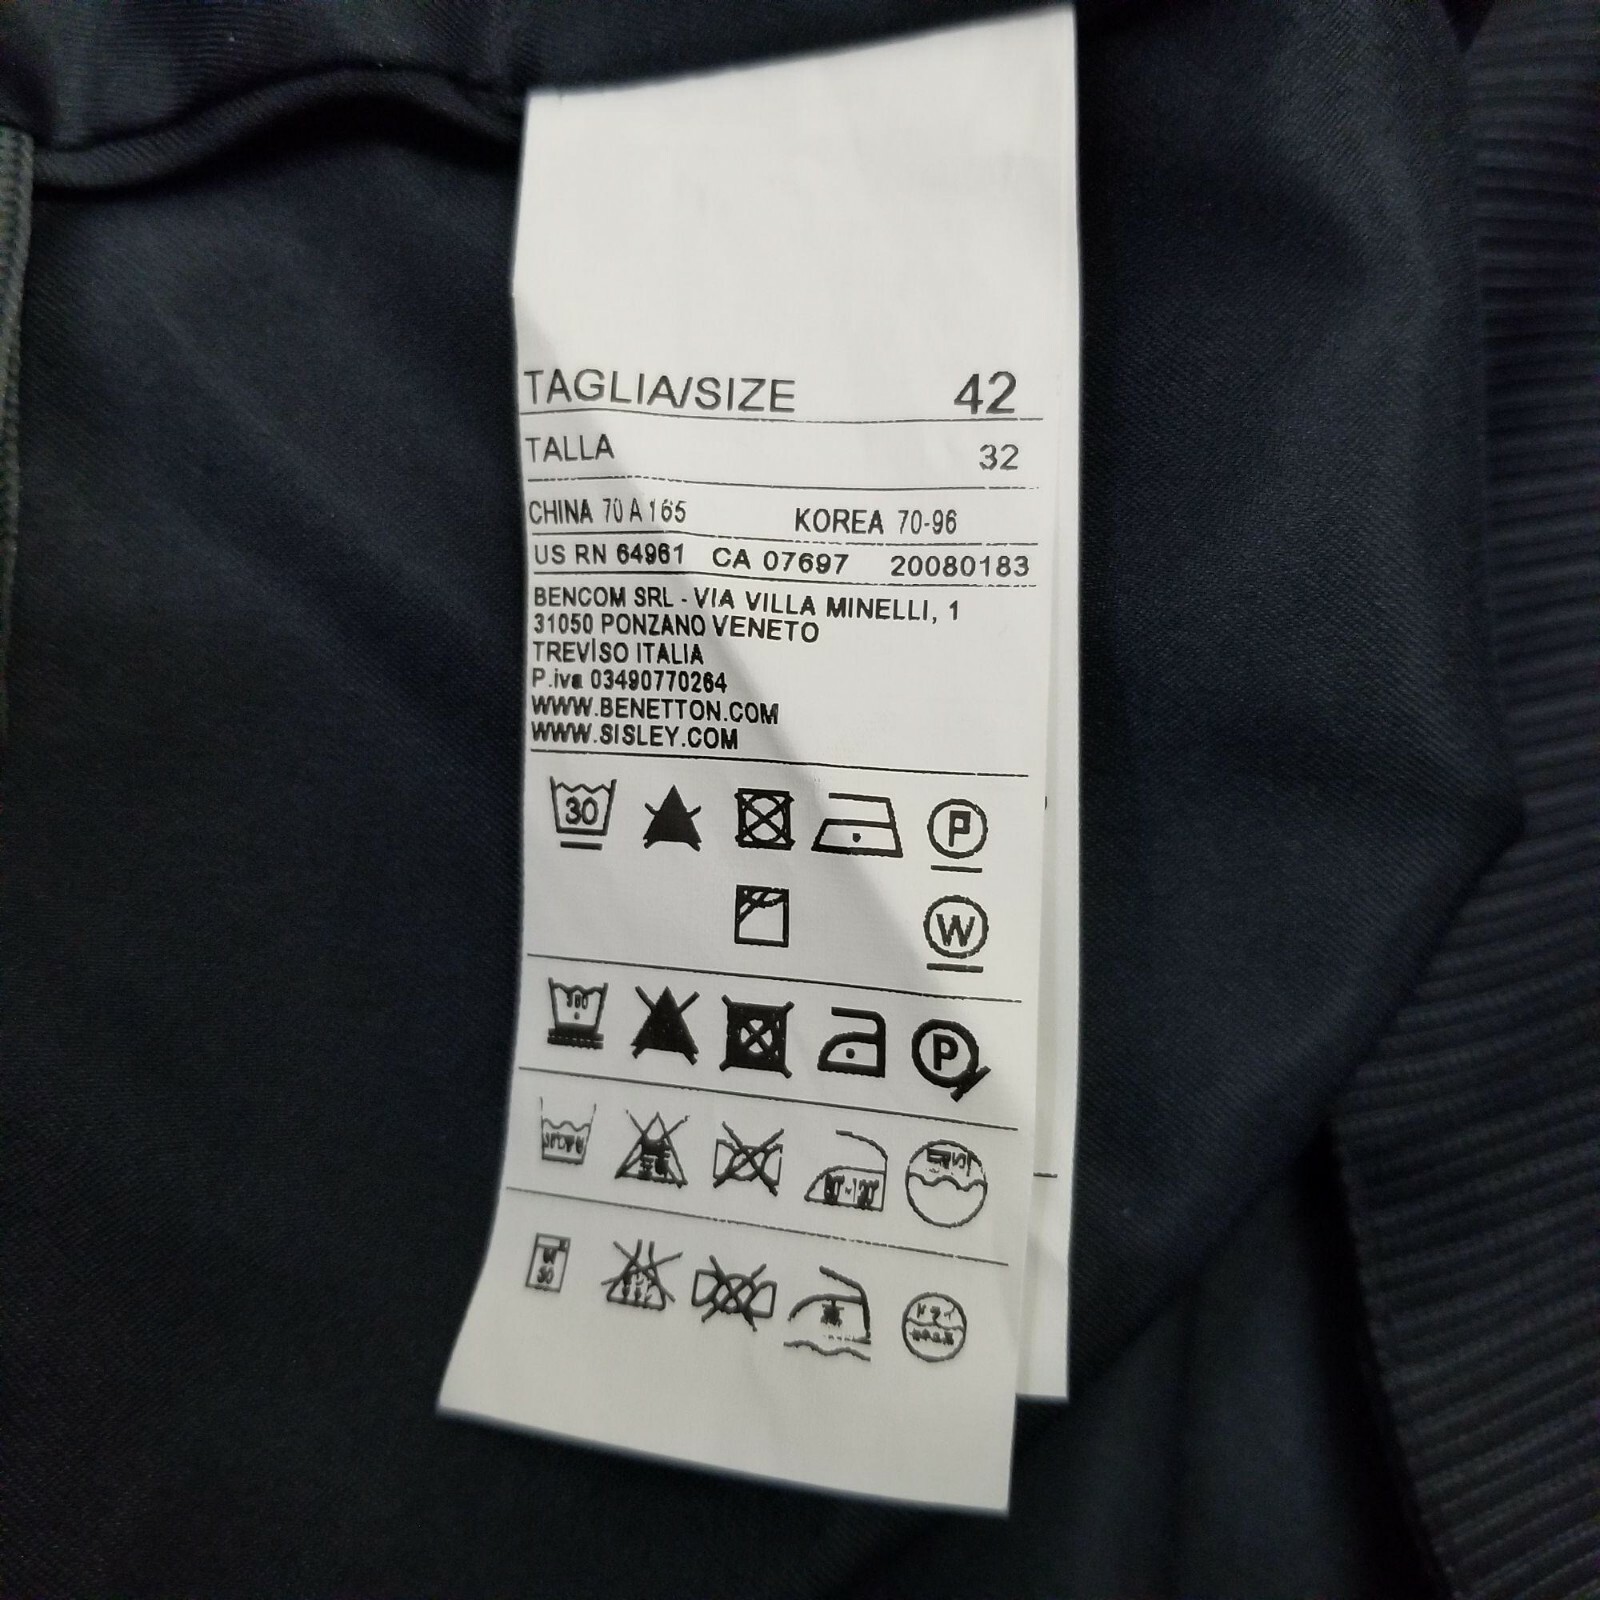 TAGLIA/SIZE 42
TALLA 32
CHINA 70 A 165 KOREA 70-96
US RN 64961 CA 07697 20080183
BENCOM SRL - VIA VILLA MINELLI, 1
31050 PONZANO VENETO
TREVISO ITALIA
P.iva 03490770264
WWW.BENETTON.COM
WWW.SISLEY.COM
30 P
W
P